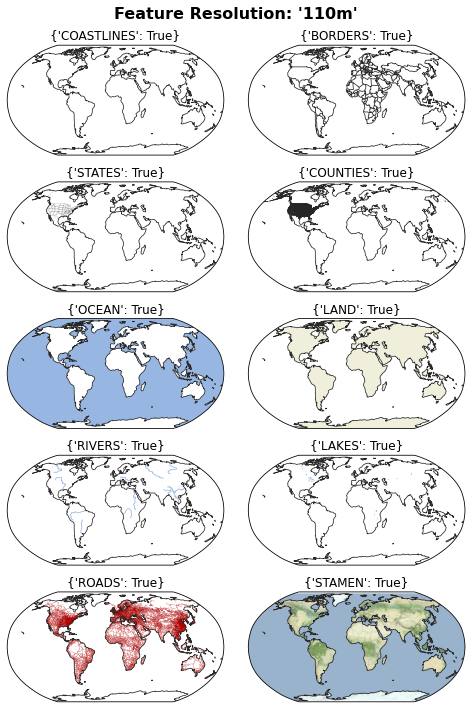 Feature Resolution: '110m'
{'COASTLINES': True}
{'BORDERS': True}
{'STATES': True}
{'COUNTIES': True}
{'OCEAN': True}
{'LAND': True}
{'RIVERS': True}
{'LAKES': True}
{'ROADS': True}
{'STAMEN': True}